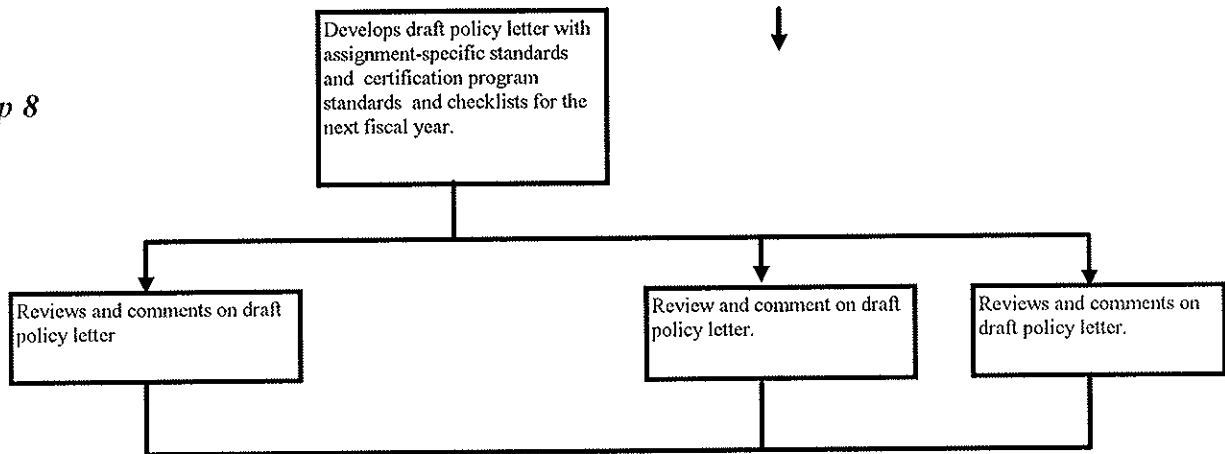 Develops draft policy letter with
assignment-specific standards
and certification program
standards and checklists for the
next fiscal year.
p 8
Reviews and comments on draft
policy letter
Review and comment on draft
policy letter.
Reviews and comments on
draft policy letter.